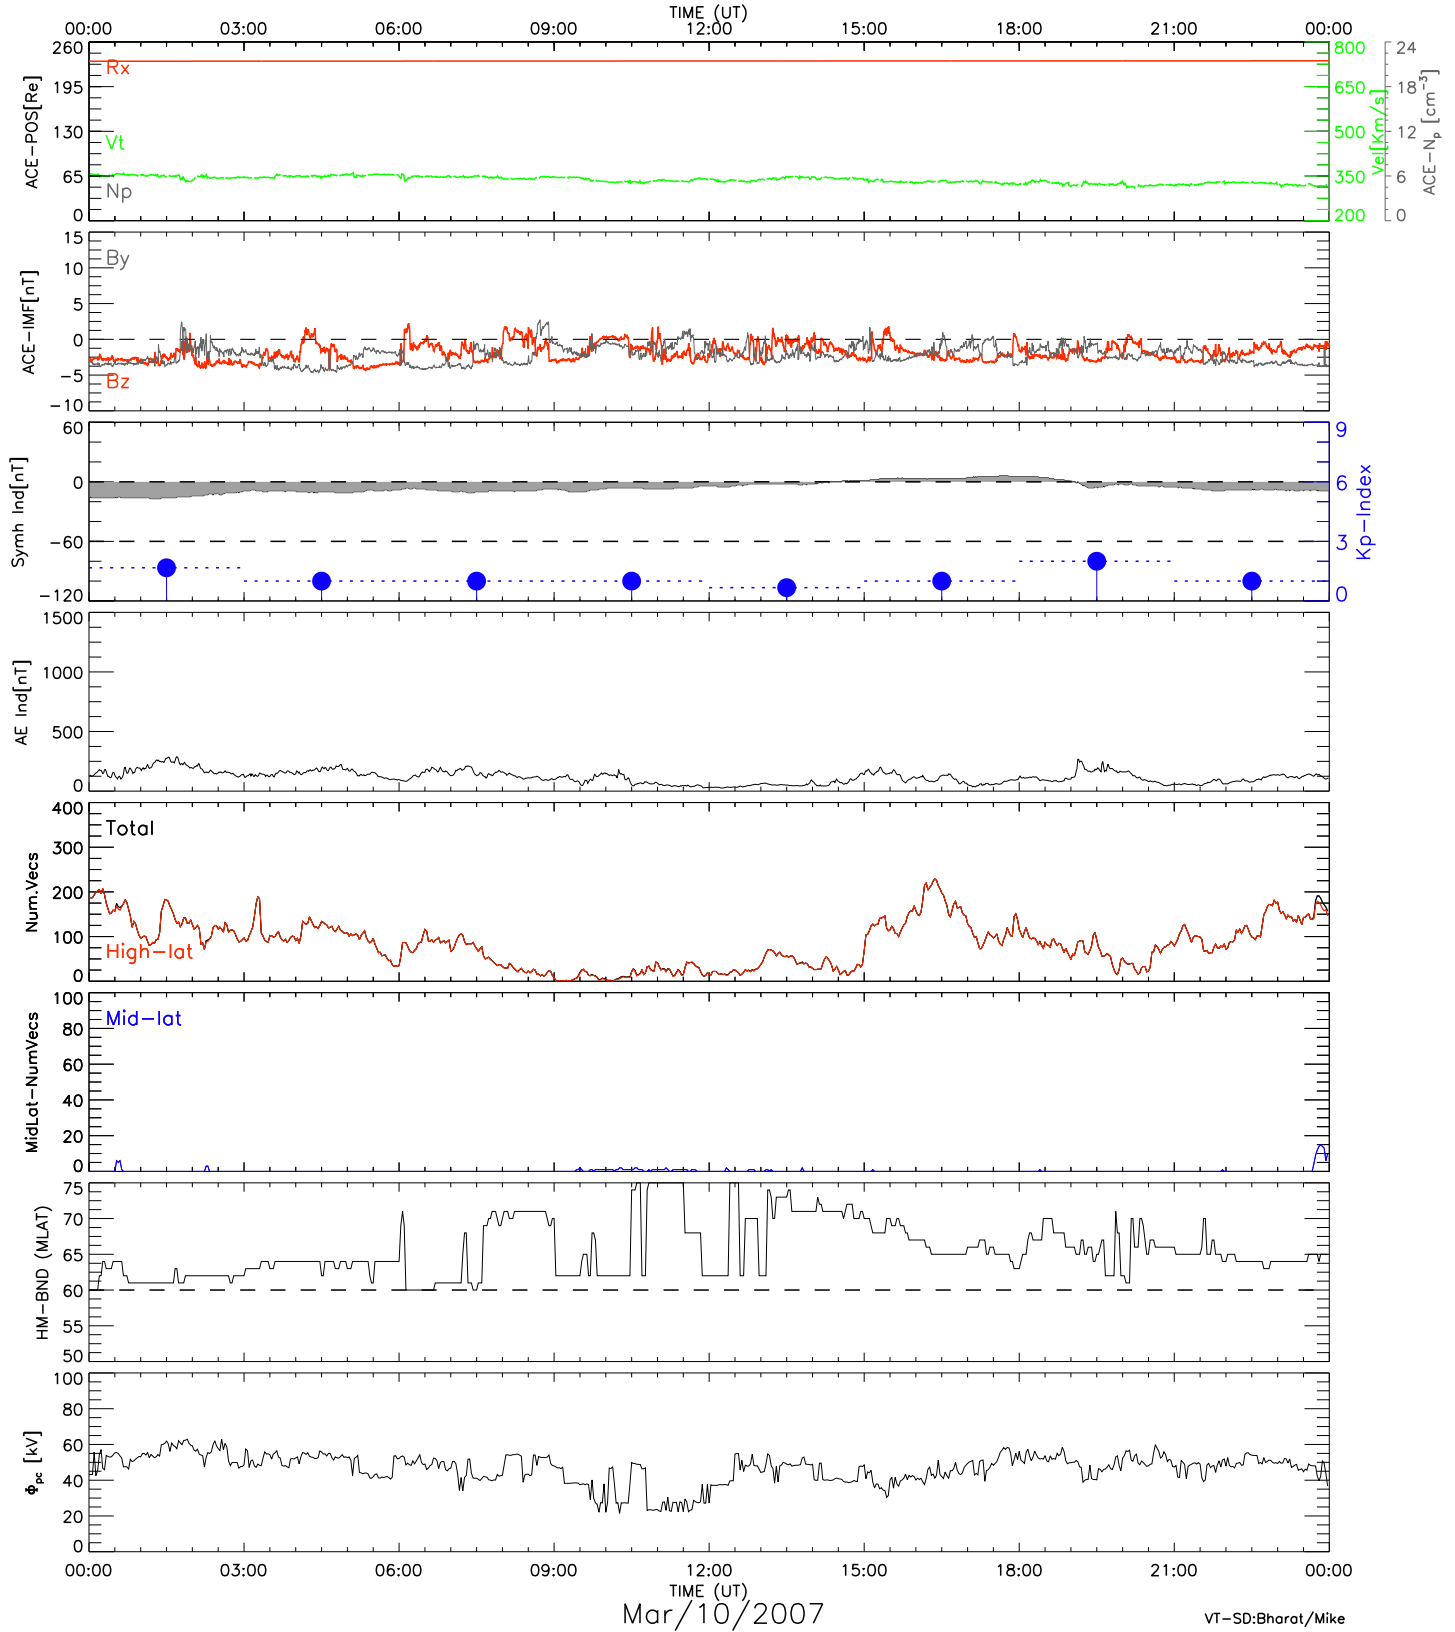 TIME (UT)
00:00 03:00 06:00 09:00 12:00 15:00 18:00 21:00 00:00
ACE-POS[Re]
260
195
130
65
0
Rx
Vt
Np
800
650
500
350
200
Vel[Km/s]
24
18
12
6
0
ACE-Np [cm-3]
ACE-IMF[nT]
15
10
5
0
-5
-10
By
Bz
Symh Ind[nT]
60
0
-60
-120
9
6
3
0
Kp-Index
AE Ind[nT]
1500
1000
500
0
Num.Vecs
400
300
200
100
0
Total
High-lat
MidLat-NumVecs
100
80
60
40
20
0
Mid-lat
HM-BND (MLAT)
75
70
65
60
55
50
Φpc [kV]
100
80
60
40
20
0
00:00 03:00 06:00 09:00 12:00 15:00 18:00 21:00 00:00
TIME (UT)
Mar/10/2007
VT-SD:Bharat/Mike